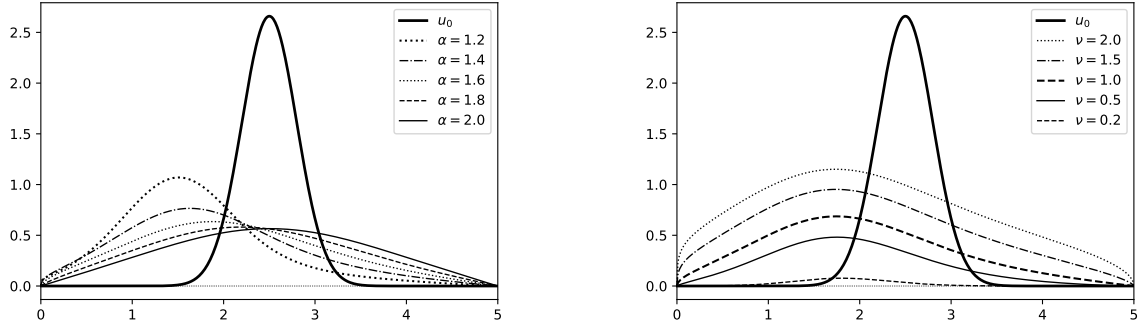 2.5
2.0
1.5
1.0
0.5
0.0
0 1 2 3 4 5
u₀
α = 1.2
α = 1.4
α = 1.6
α = 1.8
α = 2.0
2.5
2.0
1.5
1.0
0.5
0.0
0 1 2 3 4 5
u₀
ν = 2.0
ν = 1.5
ν = 1.0
ν = 0.5
ν = 0.2